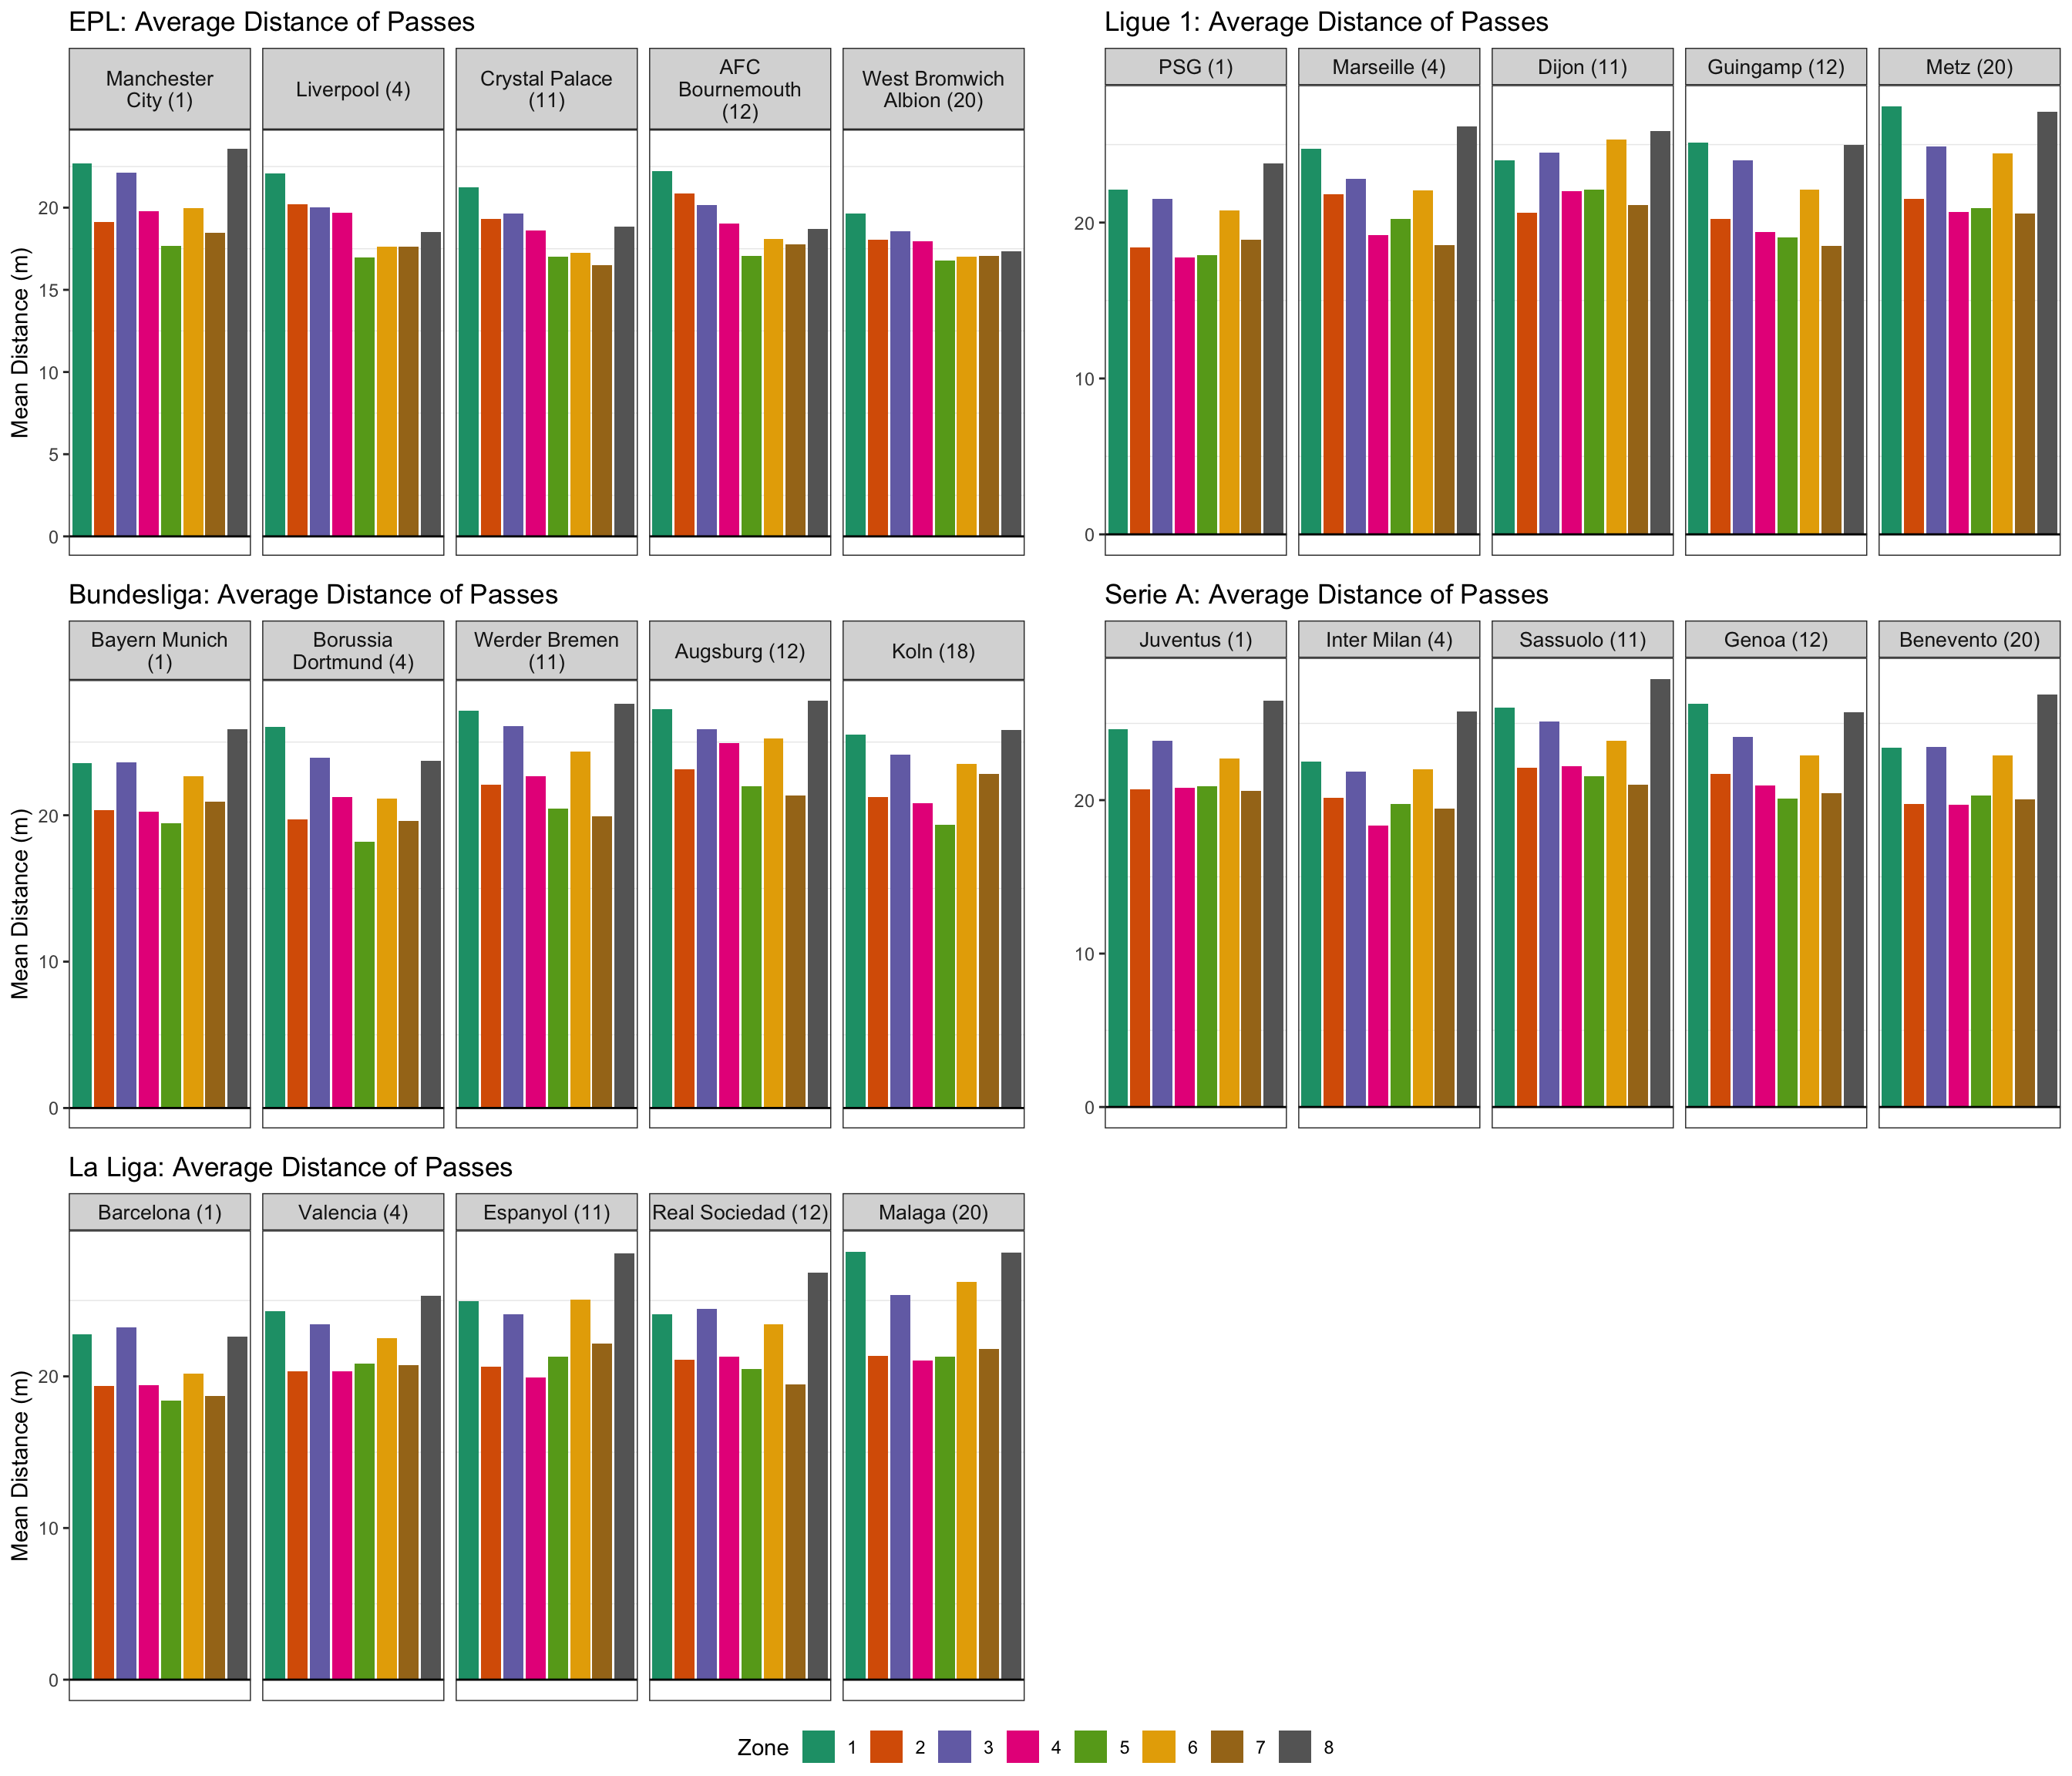 EPL: Average Distance of Passes
Manchester
City (1)
Liverpool (4)
Crystal Palace
(11)
AFC
Bournemouth
(12)
West Bromwich
Albion (20)
Mean Distance (m)
20
15
10
5
0
Ligue 1: Average Distance of Passes
PSG (1)
Marseille (4)
Dijon (11)
Guingamp (12)
Metz (20)
20
10
0
Bundesliga: Average Distance of Passes
Bayern Munich
(1)
Borussia
Dortmund (4)
Werder Bremen
(11)
Augsburg (12)
Koln (18)
Mean Distance (m)
20
10
0
Serie A: Average Distance of Passes
Juventus (1)
Inter Milan (4)
Sassuolo (11)
Genoa (12)
Benevento (20)
20
10
0
La Liga: Average Distance of Passes
Barcelona (1)
Valencia (4)
Espanyol (11)
Real Sociedad (12)
Malaga (20)
Mean Distance (m)
20
10
0
Zone 1 2 3 4 5 6 7 8